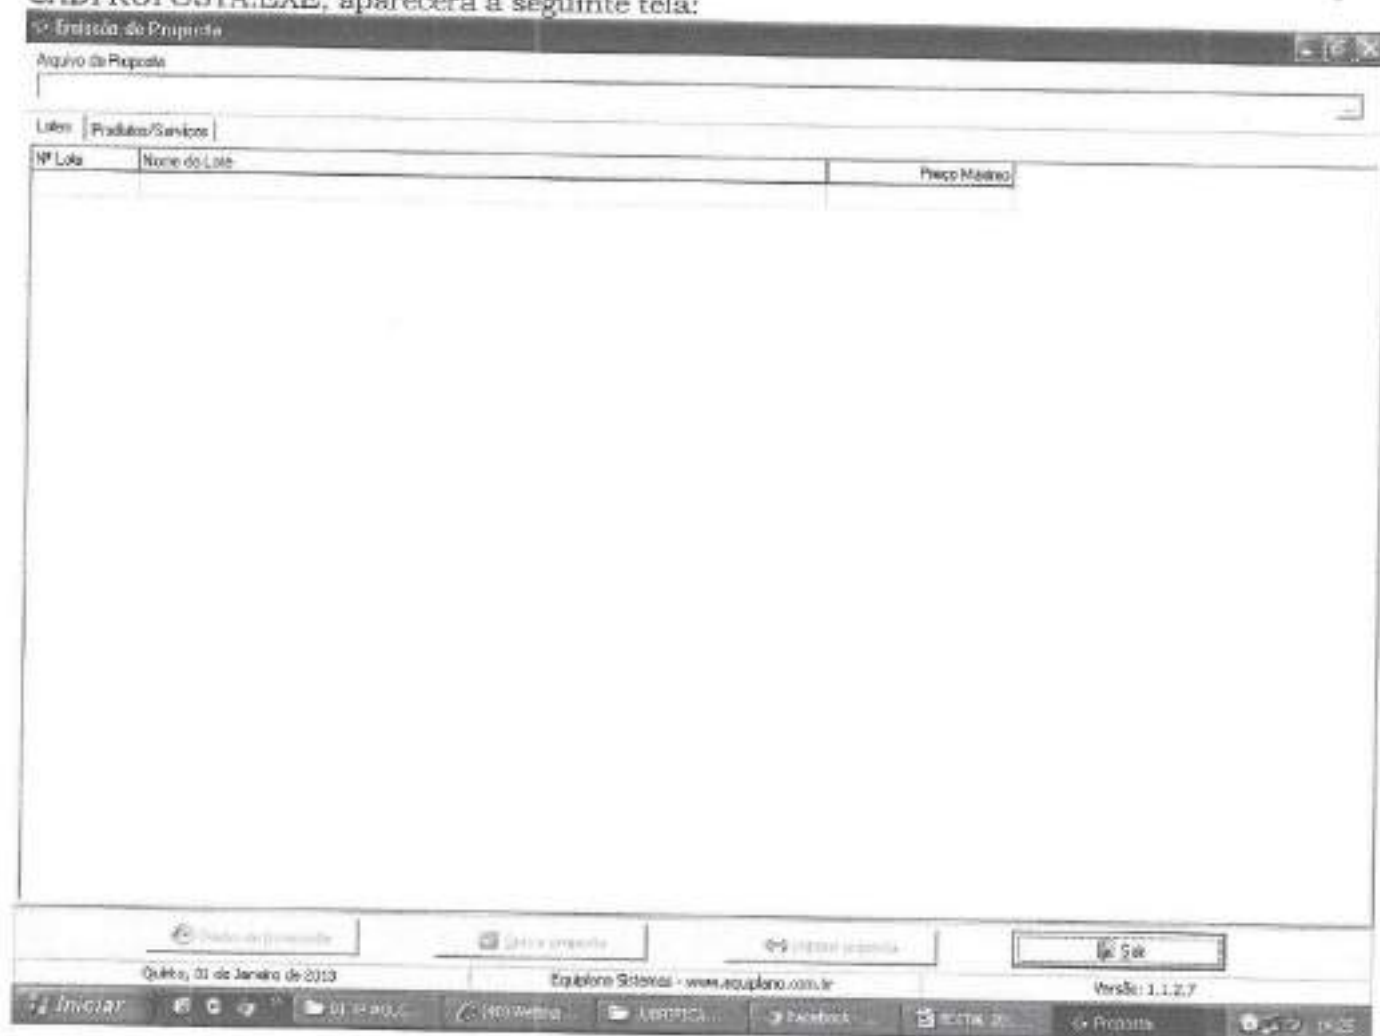 CADPROPOSTA.EXE, aparecerá a seguinte tela:
Emissão de Proposta
Arquivo da Proposta
Lotes Produtos/Serviços
Nº Lote Nome do Lote Preço Máximo
Sair
de Janeiro de 2013 Equiplano Sistemas - www.equiplano.com.br Versão: 1.1.2.7
Iniciar Facebook Proposta